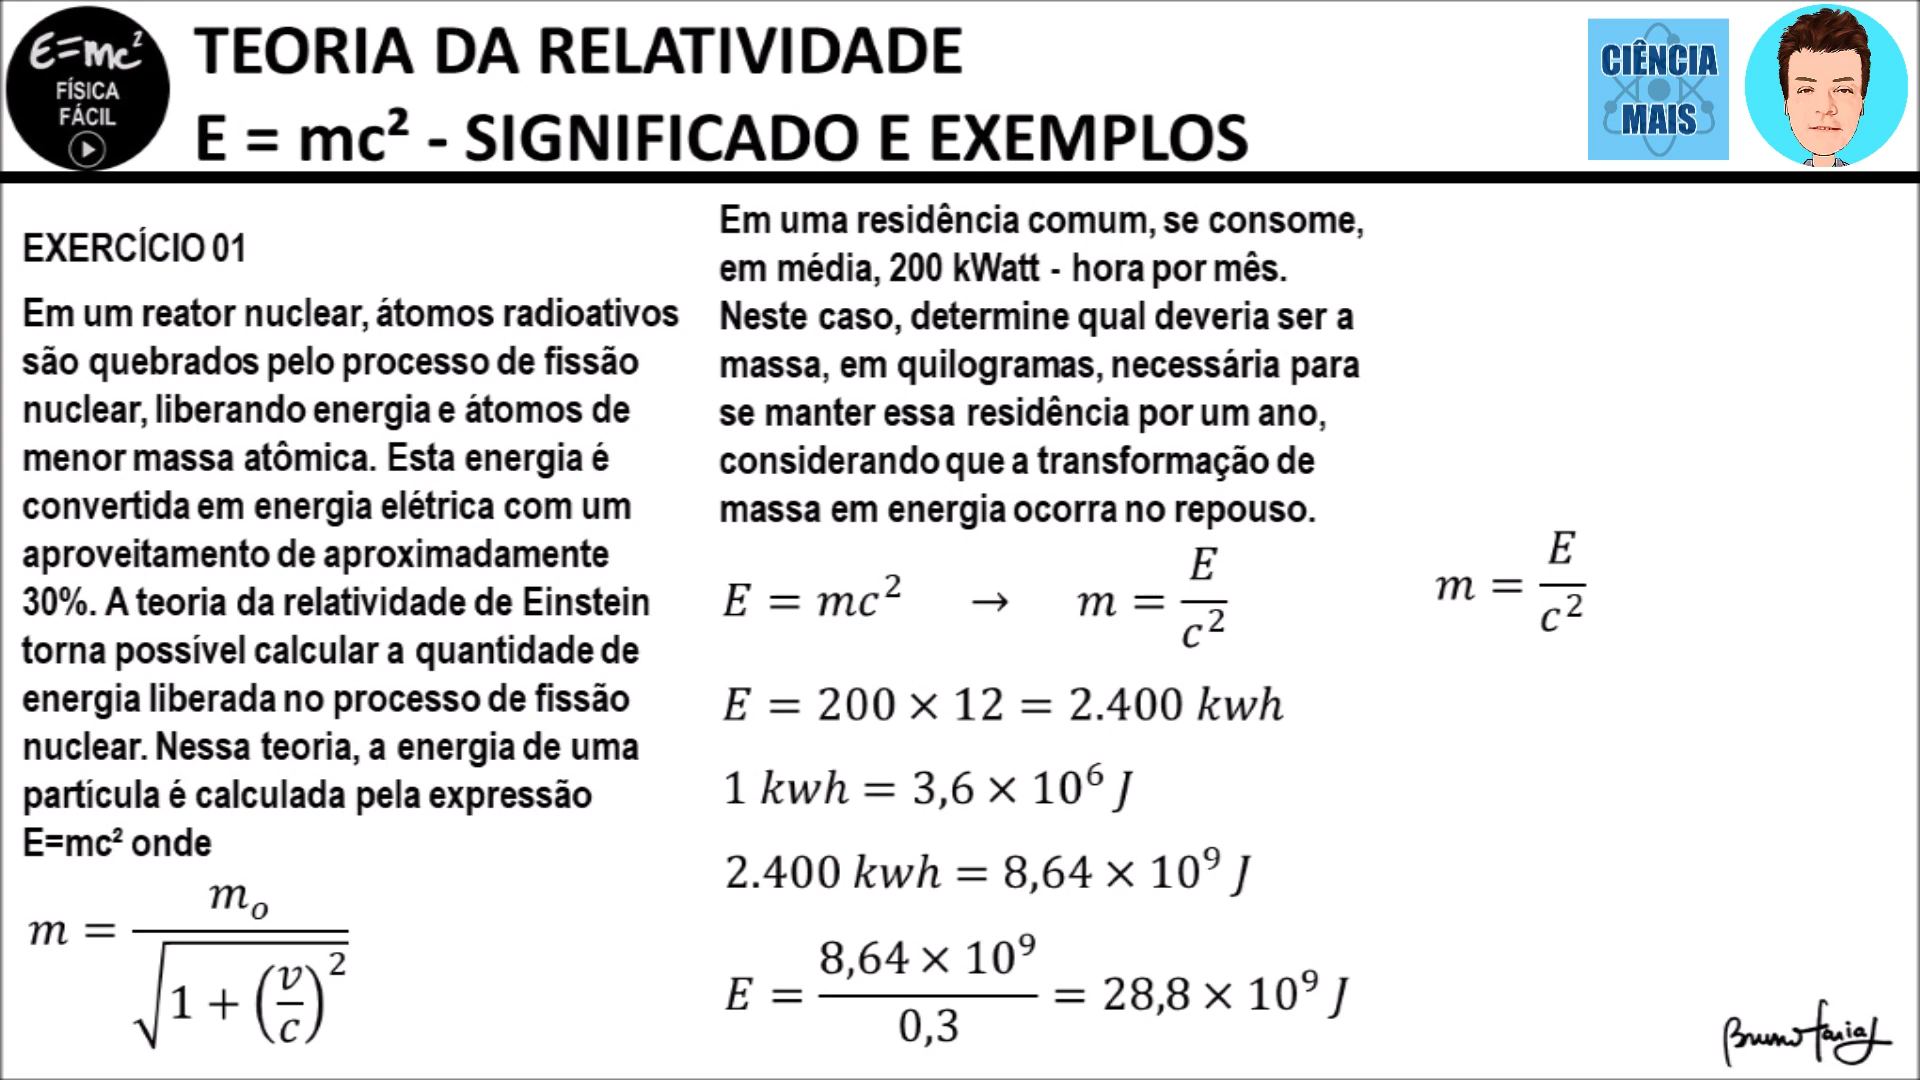 E=mc²
FÍSICA
FÁCIL
TEORIA DA RELATIVIDADE
E = mc² - SIGNIFICADO E EXEMPLOS
CIÊNCIA
MAIS
EXERCÍCIO 01
Em um reator nuclear, átomos radioativos
são quebrados pelo processo de fissão
nuclear, liberando energia e átomos de
menor massa atômica. Esta energia é
convertida em energia elétrica com um
aproveitamento de aproximadamente
30%. A teoria da relatividade de Einstein
torna possível calcular a quantidade de
energia liberada no processo de fissão
nuclear. Nessa teoria, a energia de uma
partícula é calculada pela expressão
E=mc² onde
m = mₒ / √(1 + (v/c)²)
Em uma residência comum, se consome,
em média, 200 kWatt - hora por mês.
Neste caso, determine qual deveria ser a
massa, em quilogramas, necessária para
se manter essa residência por um ano,
considerando que a transformação de
massa em energia ocorra no repouso.
E = mc² → m = E / c²
E = 200 × 12 = 2.400 kwh
1 kwh = 3,6 × 10⁶ J
2.400 kwh = 8,64 × 10⁹ J
E = 8,64 × 10⁹ / 0,3 = 28,8 × 10⁹ J
m = E / c²
Bruno Farias